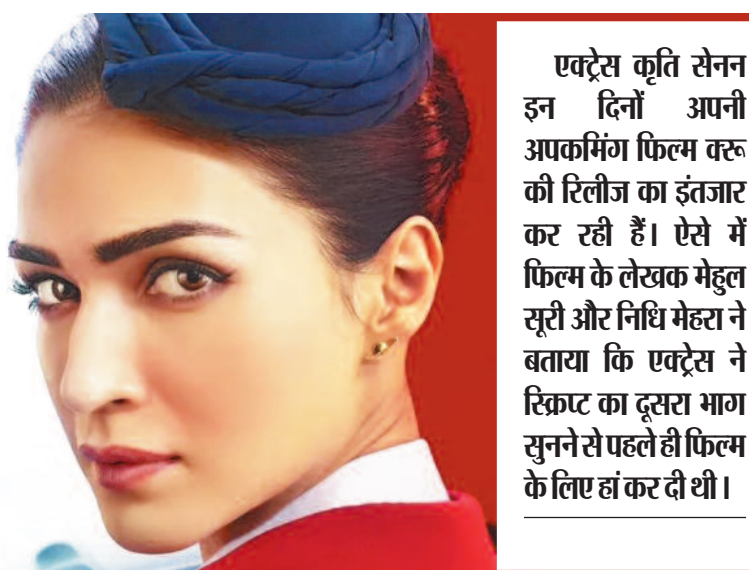 एक्ट्रेस कृति सेनन
इन दिनों अपनी
अपकमिंग फिल्म क्रू
की रिलीज का इंतजार
कर रही हैं। ऐसे में
फिल्म के लेखक मेहुल
सूरी और निधि मेहरा ने
बताया कि एक्ट्रेस ने
स्क्रिप्ट का दूसरा भाग
सुनने से पहले ही फिल्म
के लिए हां कर दी थी।